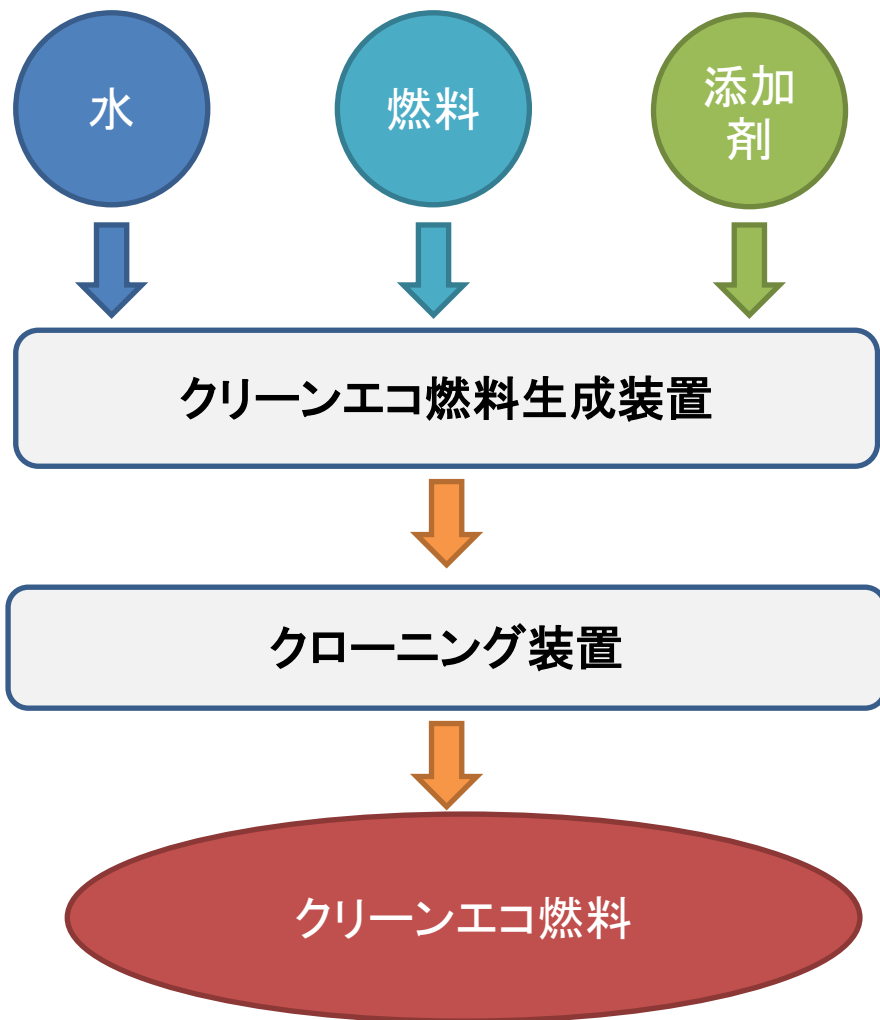 水
燃料
添加
剤
クリーンエコ燃料生成装置
クローニング装置
クリーンエコ燃料